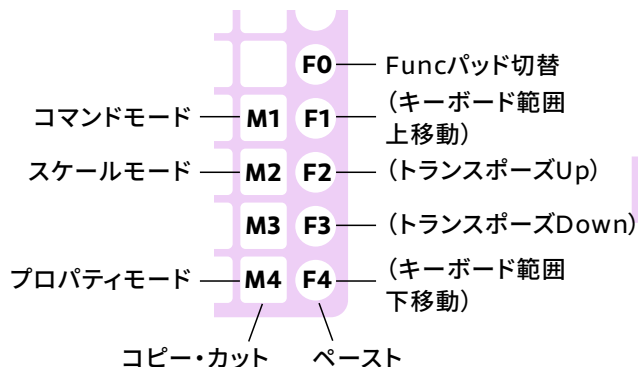 F0 Funcパッド切替
コマンドモード M1 F1 （キーボード範囲
上移動）
スケールモード M2 F2 （トランスポーズUp）
M3 F3 （トランスポーズDown）
プロパティモード M4 F4 （キーボード範囲
下移動）
コピー・カット ペースト